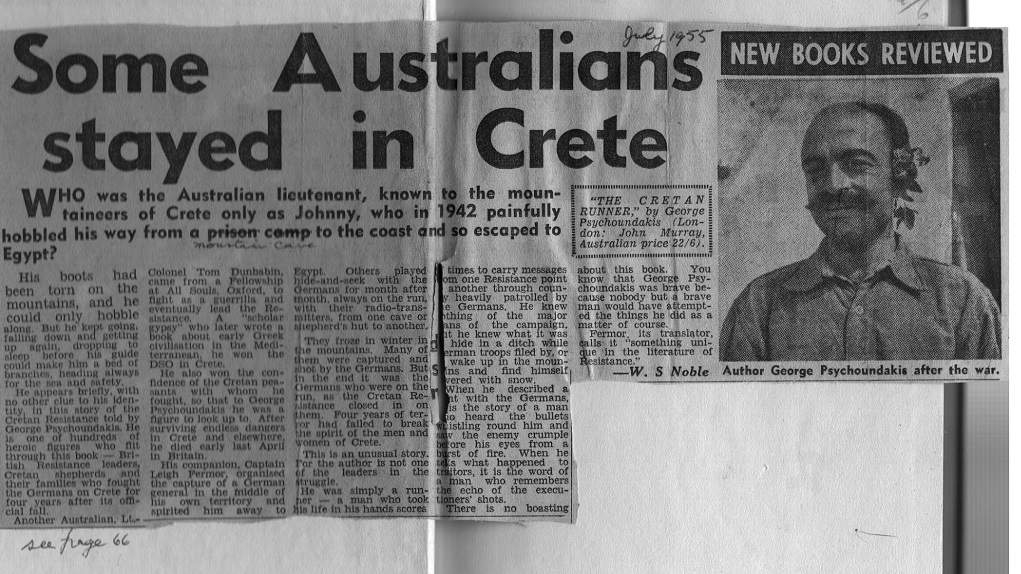 July 1955
Some Australians
stayed in Crete
WHO was the Australian lieutenant, known to the moun-
taineers of Crete only as Johnny, who in 1942 painfully
hobbled his way from a prison camp to the coast and so escaped to
mountain cave
Egypt?
His boots had
been torn on the
mountains, and he
could only hobble
along. But he kept going,
falling down and getting
up again, dropping to
sleep before his guide
could make him a bed of
branches, heading always
for the sea and safety.
He appears briefly, with
no other clue to his iden-
tity, in this story of the
Cretan Resistance told by
George Psychoundakis. He
is one of hundreds of
heroic figures who flit
through this book — Bri-
tish Resistance leaders,
Cretan shepherds and
their families who fought
the Germans on Crete for
four years after its offi-
cial fall.
Another Australian, Lt.-
Colonel Tom Dunbabin,
came from a Fellowship
at All Souls, Oxford, to
fight as a guerrilla and
eventually lead the Re-
sistance. A "scholar-
gypsy" who later wrote a
book about early Greek
civilisation in the Medi-
terranean, he won the
DSO in Crete.
He also won the con-
fidence of the Cretan pea-
sants with whom he
fought, so that to George
Psychoundakis he was a
figure to look up to. After
surviving endless dangers
in Crete and elsewhere,
he died early last April
in Britain.
His companion, Captain
Leigh Permor, organised
the capture of a German
general in the middle of
his own territory and
spirited him away to
Egypt. Others played
hide-and-seek with the
Germans for month after
month, always on the run,
with their radio-trans-
mitters, from one cave or
shepherd's hut to another.
They froze in winter in
the mountains. Many of
them were captured and
shot by the Germans. But
in the end it was the
Germans who were on the
run, as the Cretan Re-
sistance closed in on
them. Four years of ter-
ror had failed to break
the spirit of the men and
women of Crete.
This is an unusual story.
For the author is not one
of the leaders in the
struggle.
He was simply a run-
ner — a man who took
his life in his hands scores
times to carry messages
om one Resistance point
another through coun-
y heavily patrolled by
e Germans. He knew
thing of the major
ans of the campaign,
ut he knew what it was
hide in a ditch while
erman troops filed by, or
wake up in the moun-
ins and find himself
vered with snow.
When he described a
ht with the Germans,
is the story of a man
o heard the bullets
istling round him and
saw the enemy crumple
before his eyes from a
burst of fire. When he
tells what happened to
traitors, it is the word of
a man who remembers
the echo of the execu-
tioners' shots.
There is no boasting
"THE CRETAN
RUNNER," by George
Psychoundakis (Lon-
don: John Murray,
Australian price 22/6).
about this book. You
know that George Psy-
choundakis was brave be-
cause nobody but a brave
man would have attempt-
ed the things he did as a
matter of course.
Fermor, its translator,
calls it "something uni-
que in the literature of
Resistance."
—W. S Noble
NEW BOOKS REVIEWED
Author George Psychoundakis after the war.
see page 66